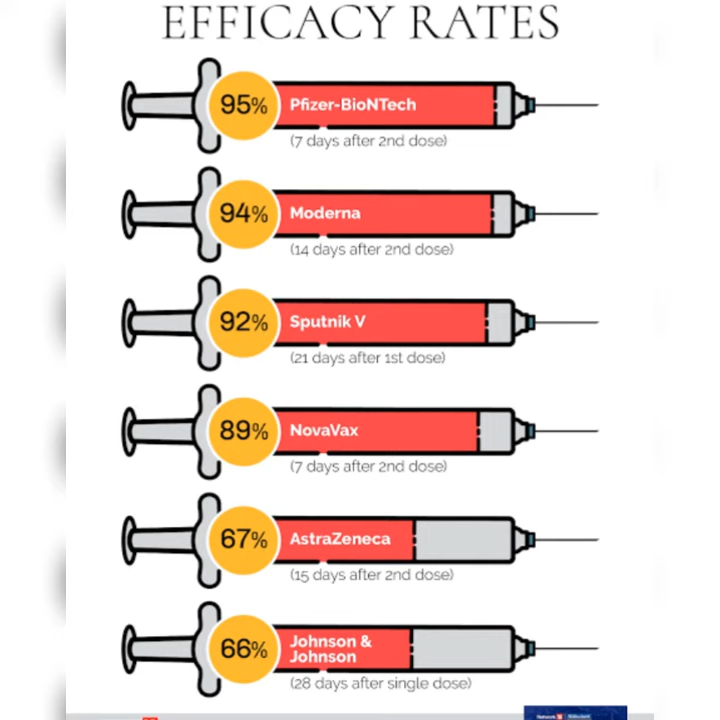 EFFICACY RATES
95% Pfizer-BioNTech
(7 days after 2nd dose)
94% Moderna
(14 days after 2nd dose)
92% Sputnik V
(21 days after 1st dose)
89% NovaVax
(7 days after 2nd dose)
67% AstraZeneca
(15 days after 2nd dose)
66% Johnson &
Johnson
(28 days after single dose)